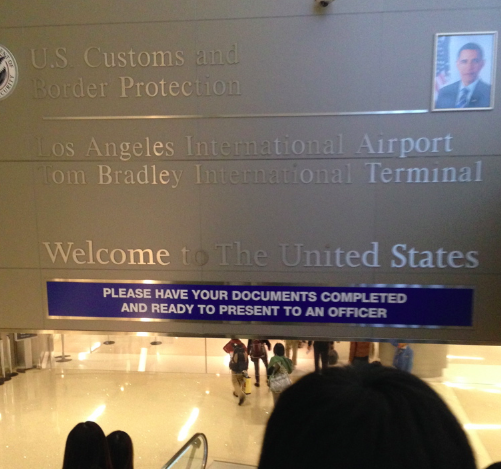 U.S. Customs and
Border Protection
Los Angeles International Airport
Tom Bradley International Terminal
Welcome to The United States
PLEASE HAVE YOUR DOCUMENTS COMPLETED
AND READY TO PRESENT TO AN OFFICER